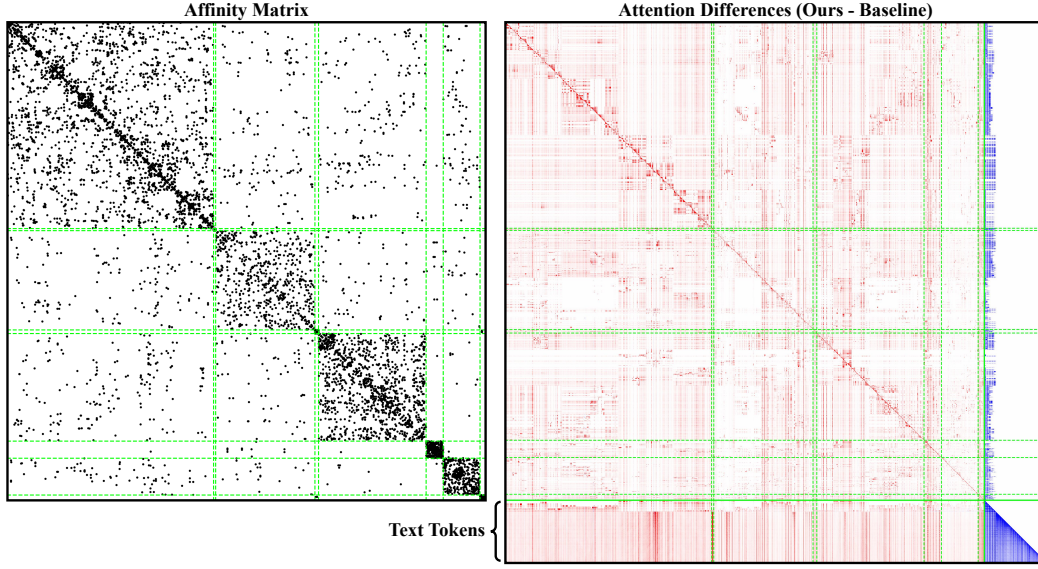 Affinity Matrix
Attention Differences (Ours - Baseline)
Text Tokens